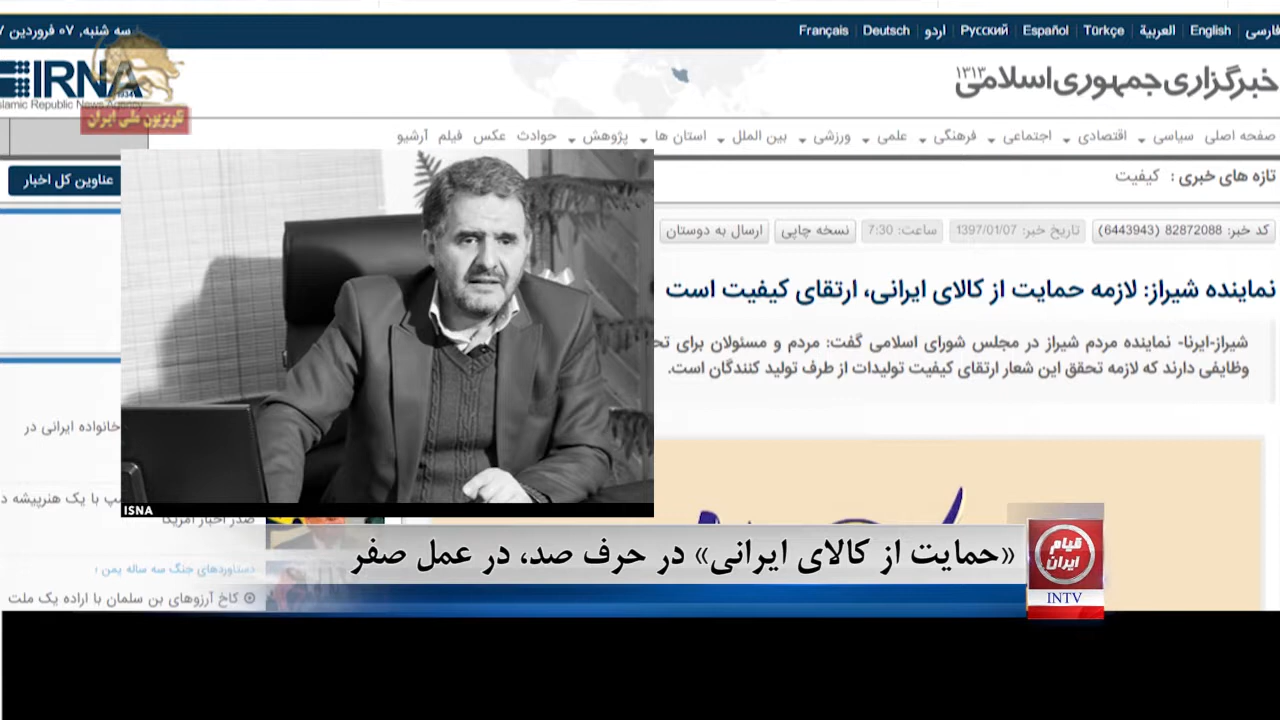 سه شنبه, ۰۷ فروردین
Français Deutsch اردو Русский Español Türkçe العربية English فارسی
IRNA
Islamic Republic News Agency
تلویزیون ملی ایران
خبرگزاری جمهوری اسلامی ۱۳۱۳
صفحه اصلی سیاسی اقتصادی اجتماعی فرهنگی علمی ورزشی بین الملل استان ها پژوهش حوادث عکس فیلم آرشیو
تازه های خبری : کیفیت
عناوین کل اخبار
کد خبر: 82872088 (6443943) تاریخ خبر: 1397/01/07 ساعت: 7:30 نسخه چاپی ارسال به دوستان
نماینده شیراز: لازمه حمایت از کالای ایرانی، ارتقای کیفیت است
شیراز-ایرنا- نماینده مردم شیراز در مجلس شورای اسلامی گفت: مردم و مسئولان برای
وظایفی دارند که لازمه تحقق این شعار ارتقای کیفیت تولیدات از طرف تولید کنندگان است.
خانواده ایرانی در
با یک هنرپیشه
صدر اخبار آمریکا
ISNA
«حمایت از کالای ایرانی» در حرف صد، در عمل صفر
قیام ایران
INTV
دستاوردهای جنگ سه ساله یمن ؛
کاخ آرزوهای بن سلمان با اراده یک ملت